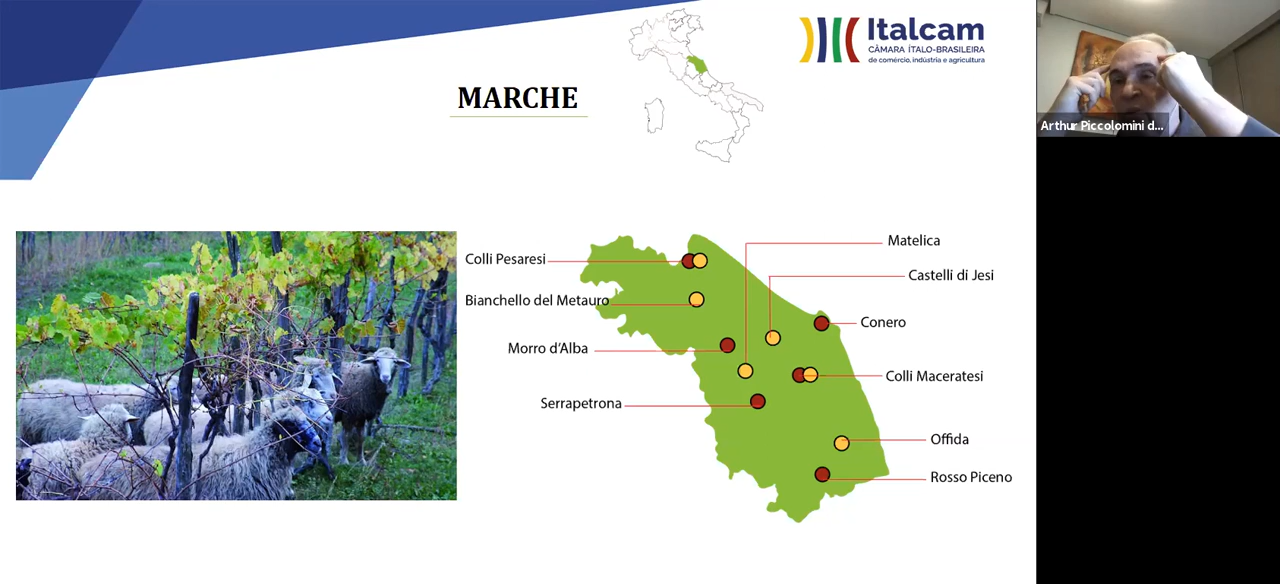 Italcam
CÂMARA ÍTALO-BRASILEIRA
de comércio, indústria e agricultura
MARCHE
Arthur Piccolomini d...
Matelica
Colli Pesaresi
Castelli di Jesi
Bianchello del Metauro
Conero
Morro d'Alba
Colli Maceratesi
Serrapetrona
Offida
Rosso Piceno